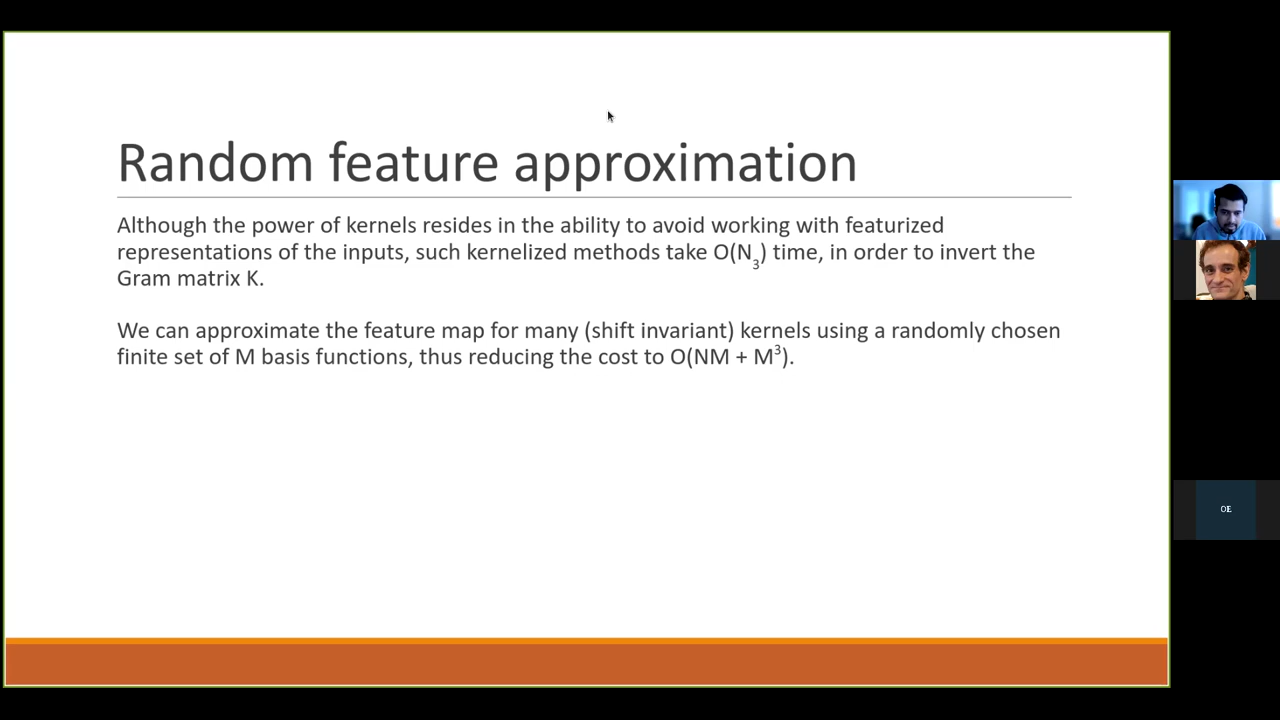 Random feature approximation
Although the power of kernels resides in the ability to avoid working with featurized
representations of the inputs, such kernelized methods take O(N₃) time, in order to invert the
Gram matrix K.
We can approximate the feature map for many (shift invariant) kernels using a randomly chosen
finite set of M basis functions, thus reducing the cost to O(NM + M³).
OE